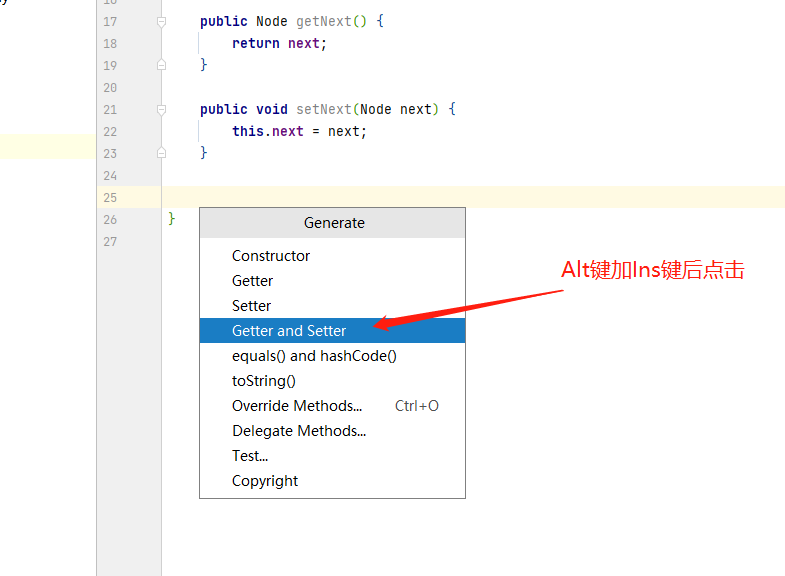 17 public Node getNext() {
18 return next;
19 }
20
21 public void setNext(Node next) {
22 this.next = next;
23 }
24
25
26 }
27
Generate
Constructor
Getter
Setter
Getter and Setter
equals() and hashCode()
toString()
Override Methods... Ctrl+O
Delegate Methods...
Test...
Copyright
Alt键加Ins键后点击